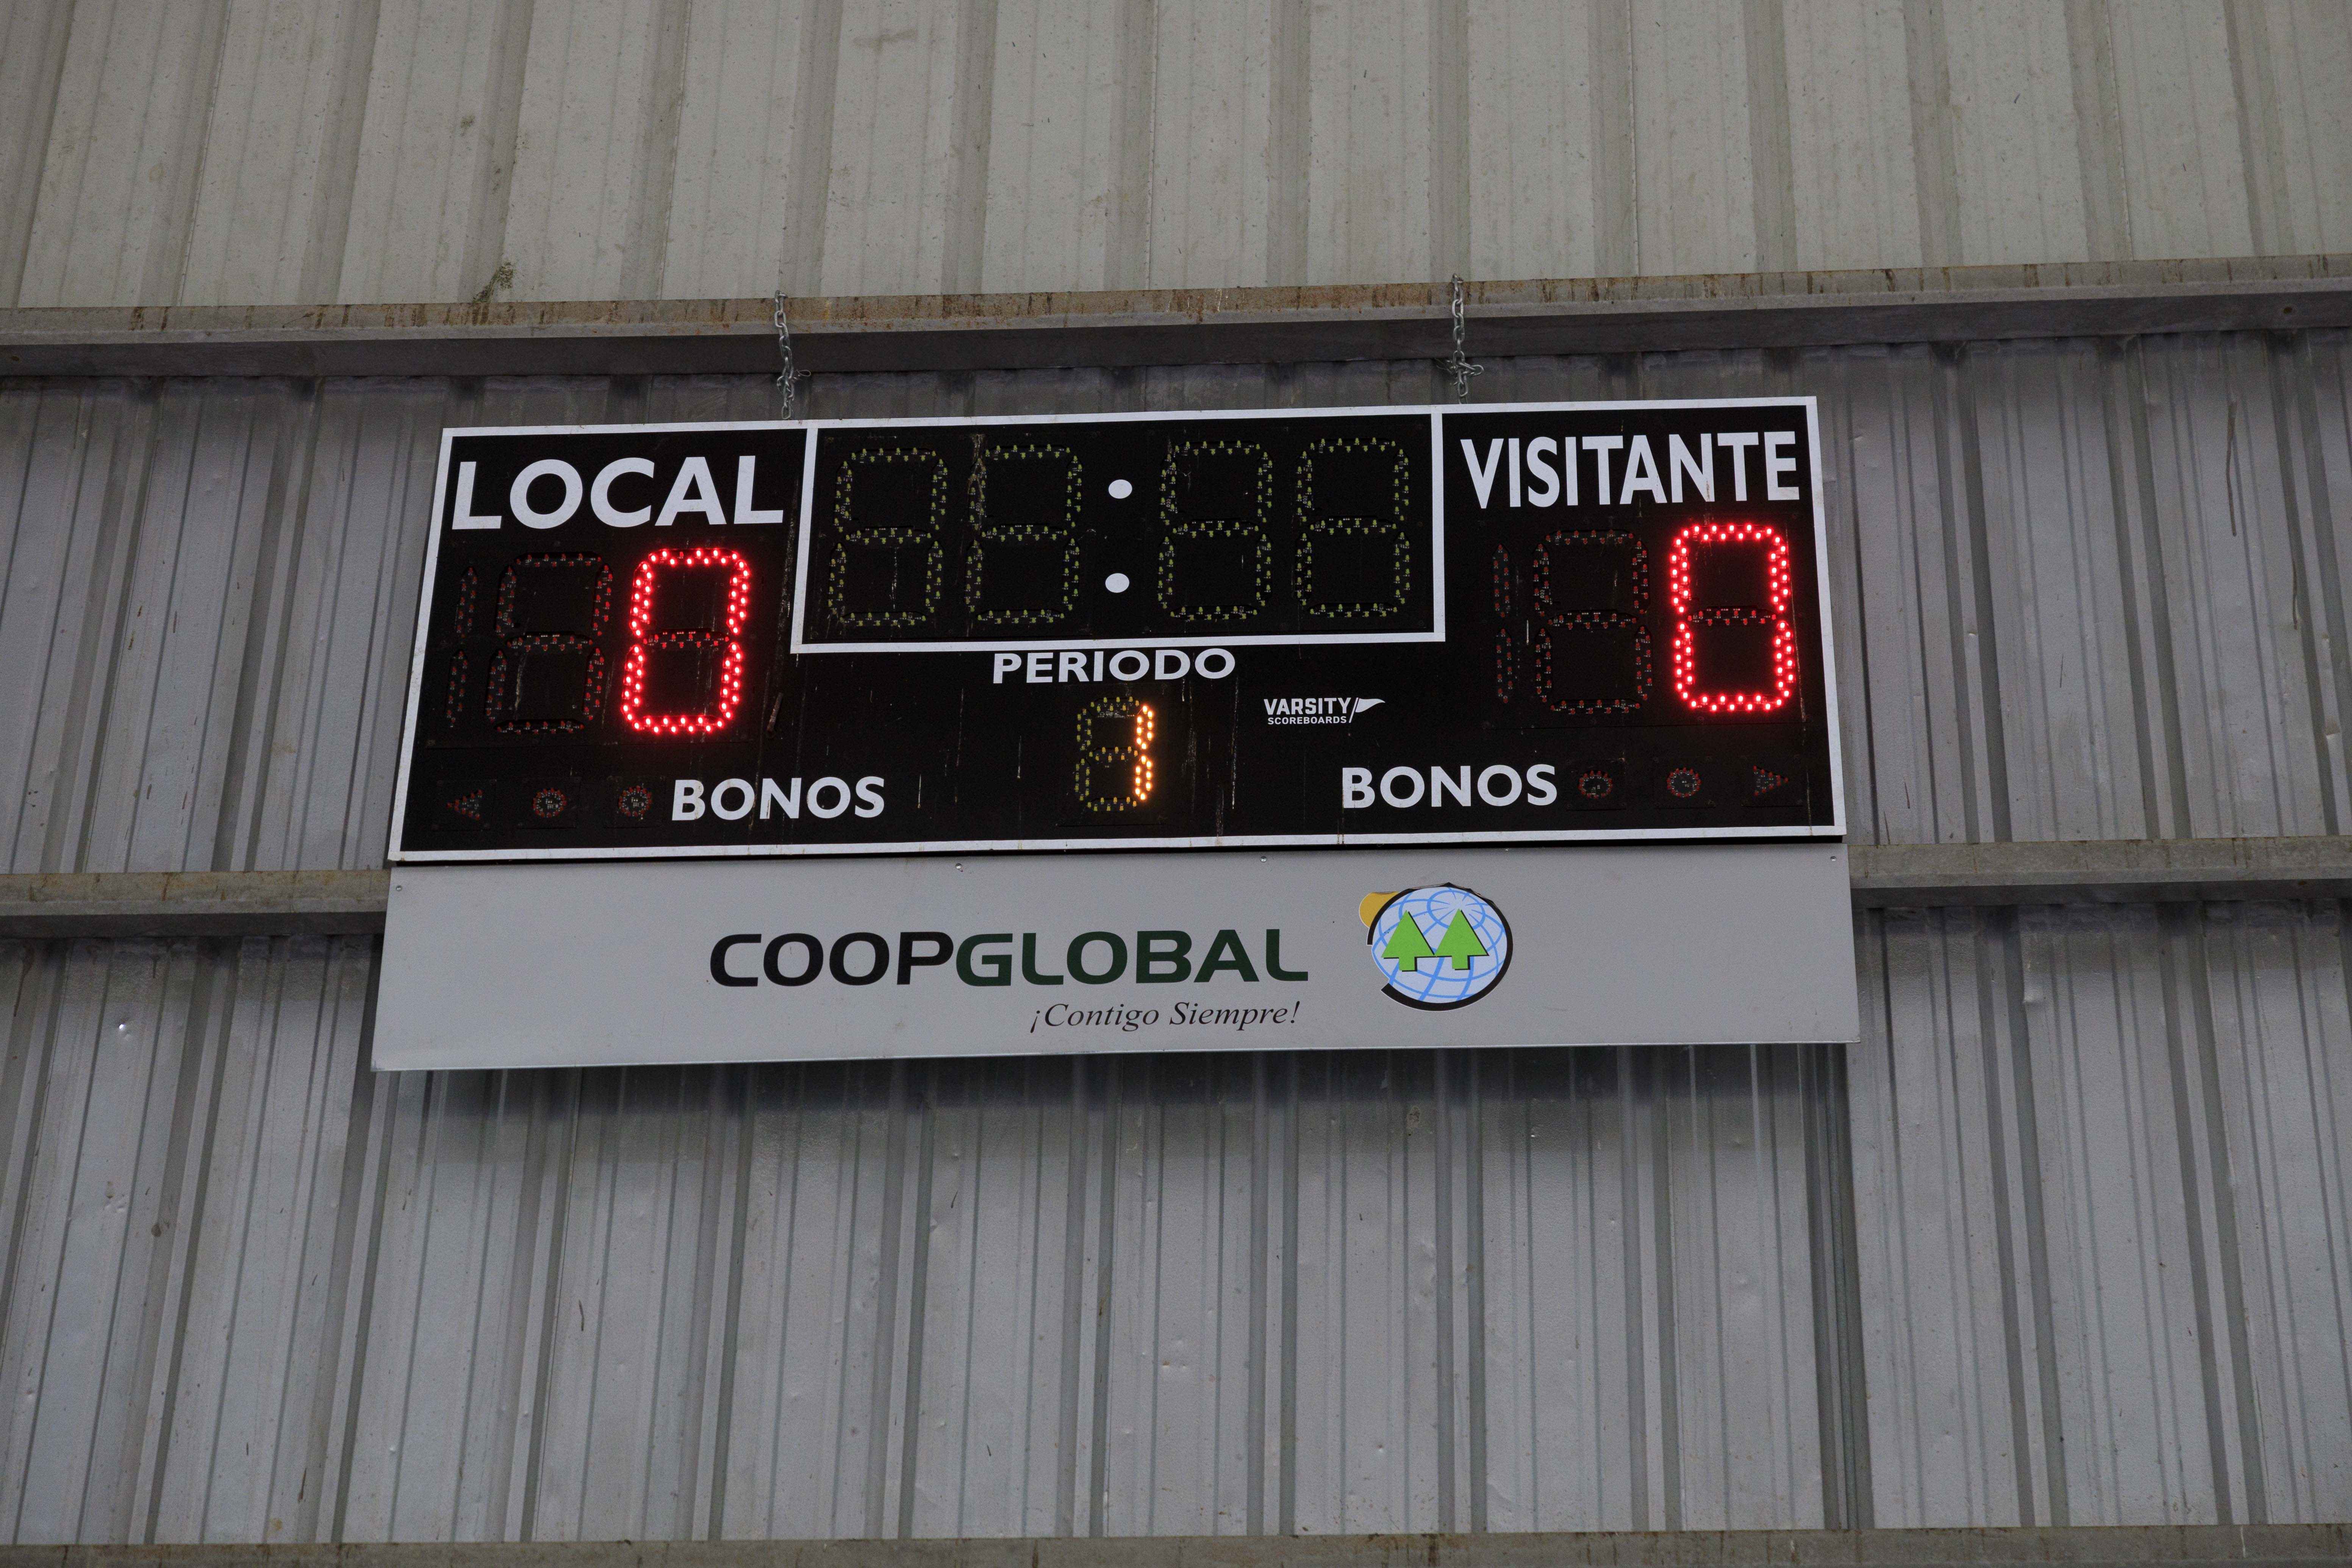 LOCAL
:
VISITANTE
0
0
PERIODO
1
VARSITY
SCOREBOARDS
BONOS
BONOS
COOPGLOBAL
¡Contigo Siempre!